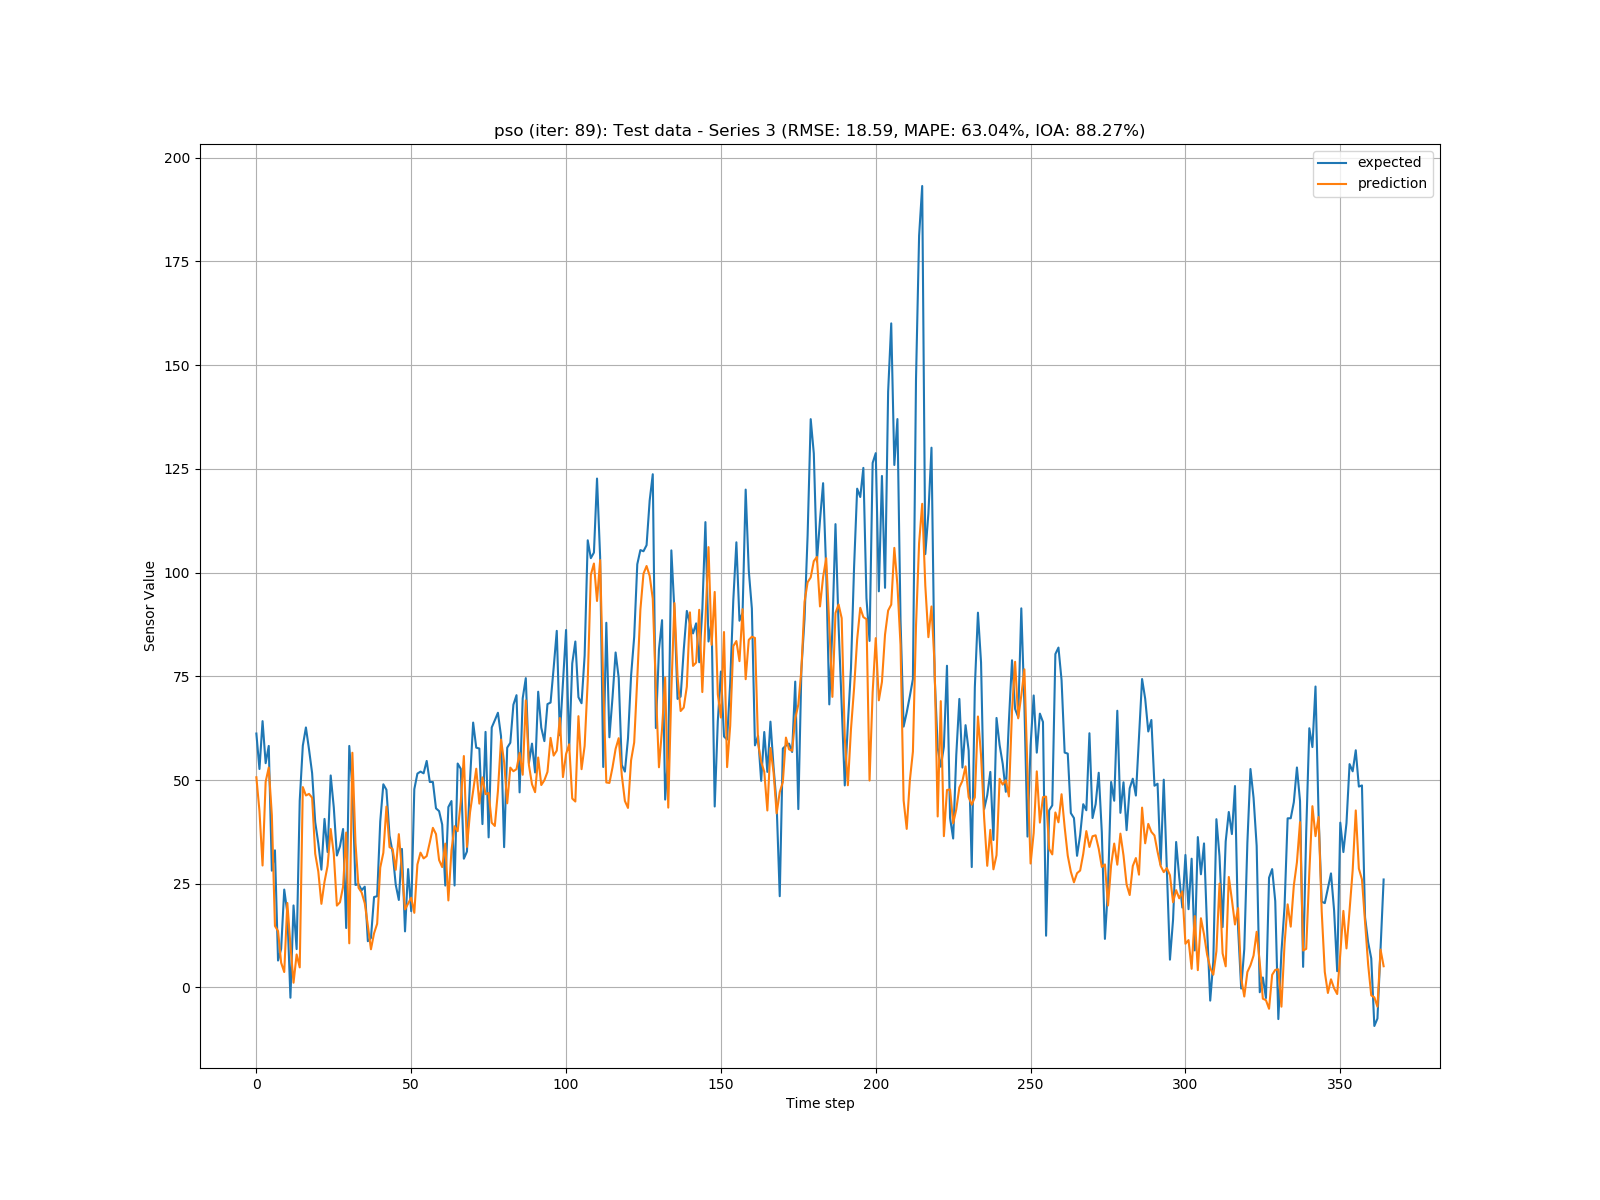 pso (iter: 89): Test data - Series 3 (RMSE: 18.59, MAPE: 63.04%, IOA: 88.27%)
expected
prediction
200
175
150
125
100
75
50
25
0
Sensor Value
0 50 100 150 200 250 300 350
Time step